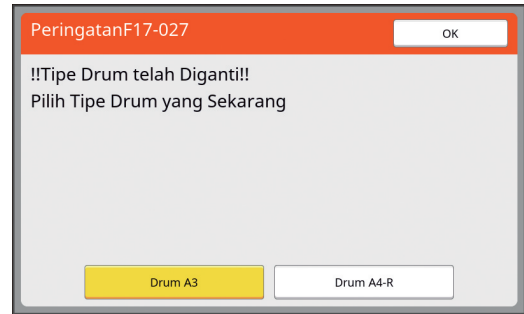 PeringatanF17-027
OK
!!Tipe Drum telah Diganti!!
Pilih Tipe Drum yang Sekarang
Drum A3
Drum A4-R